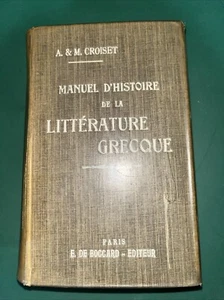 A. & M. CROISET
MANUEL D'HISTOIRE
DE LA
LITTÉRATURE
GRECQUE
PARIS
E. DE BOCCARD - EDITEUR